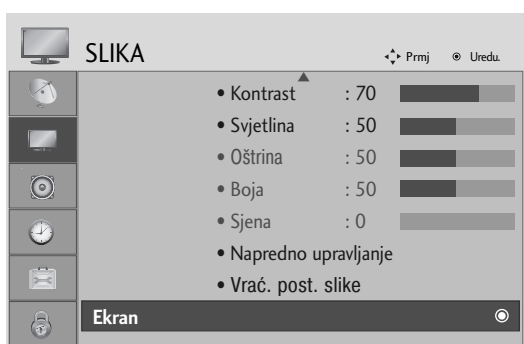 SLIKA Prmj Uredu.
• Kontrast : 70
• Svjetlina : 50
• Oštrina : 50
• Boja : 50
• Sjena : 0
• Napredno upravljanje
• Vrać. post. slike
Ekran